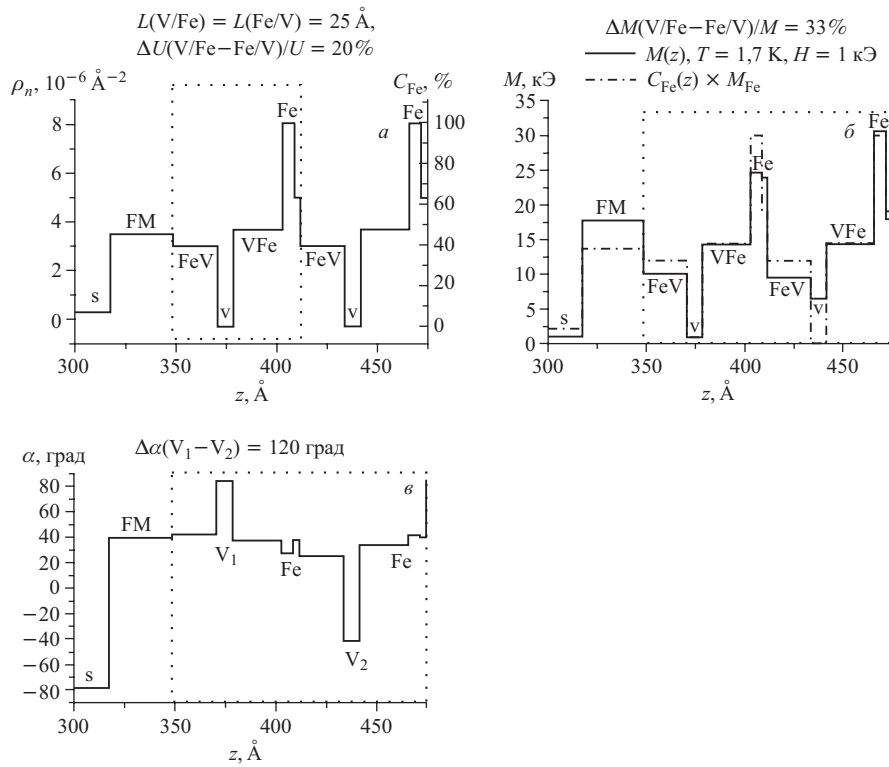 L(V/Fe) = L(Fe/V) = 25 Å,
ΔU(V/Fe−Fe/V)/U = 20%
ρn, 10−6 Å−2
CFe, %
а
Fe
Fe
FM
FeV
VFe
FeV
s
v
v
8
6
4
2
0
100
80
60
40
20
0
300
350
400
450
z, Å
ΔM(V/Fe−Fe/V)/M = 33%
M(z), T = 1,7 K, H = 1 кЭ
CFe(z) × MFe
M, кЭ
б
Fe
Fe
FM
FeV
VFe
FeV
VFe
s
v
v
35
30
25
20
15
10
5
0
300
350
400
450
z, Å
Δα(V1−V2) = 120 град
α, град
в
FM
V1
Fe
Fe
V2
s
80
60
40
20
0
−20
−40
−60
−80
300
350
400
450
z, Å